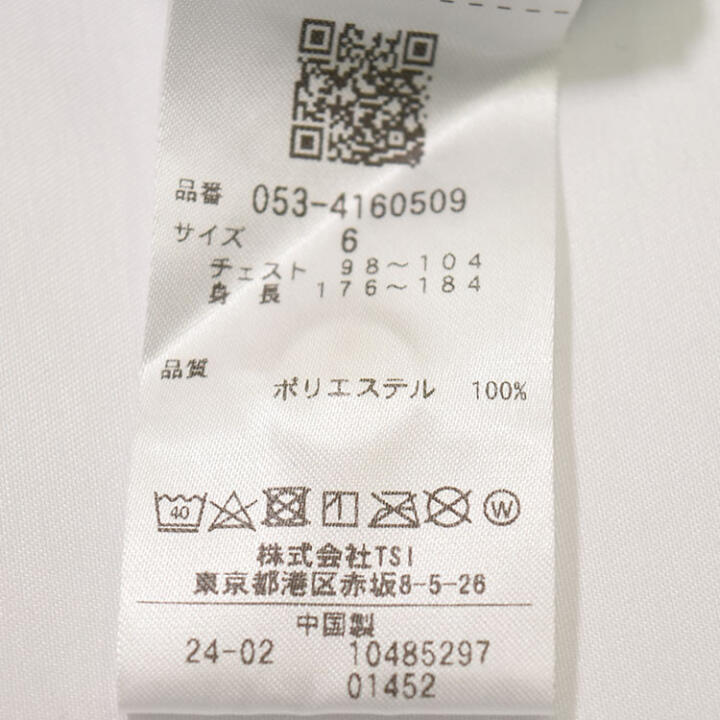 品番 053-4160509
サイズ 6
チェスト 98～104
身長 176～184
品質
ポリエステル 100%
40 W
株式会社TSI
東京都港区赤坂8-5-26
中国製
24-02 10485297
01452